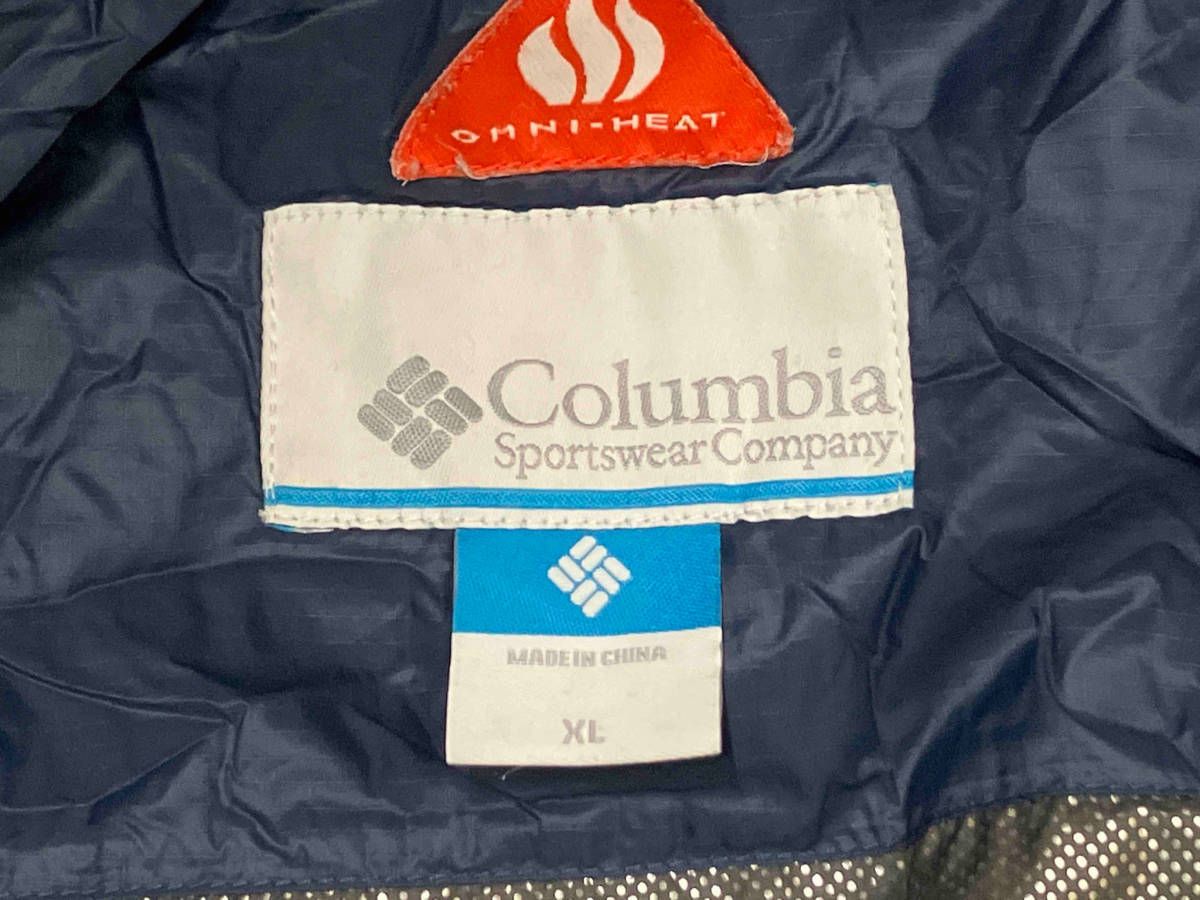 OMNI-HEAT
Columbia
Sportswear Company
MADE IN CHINA
XL